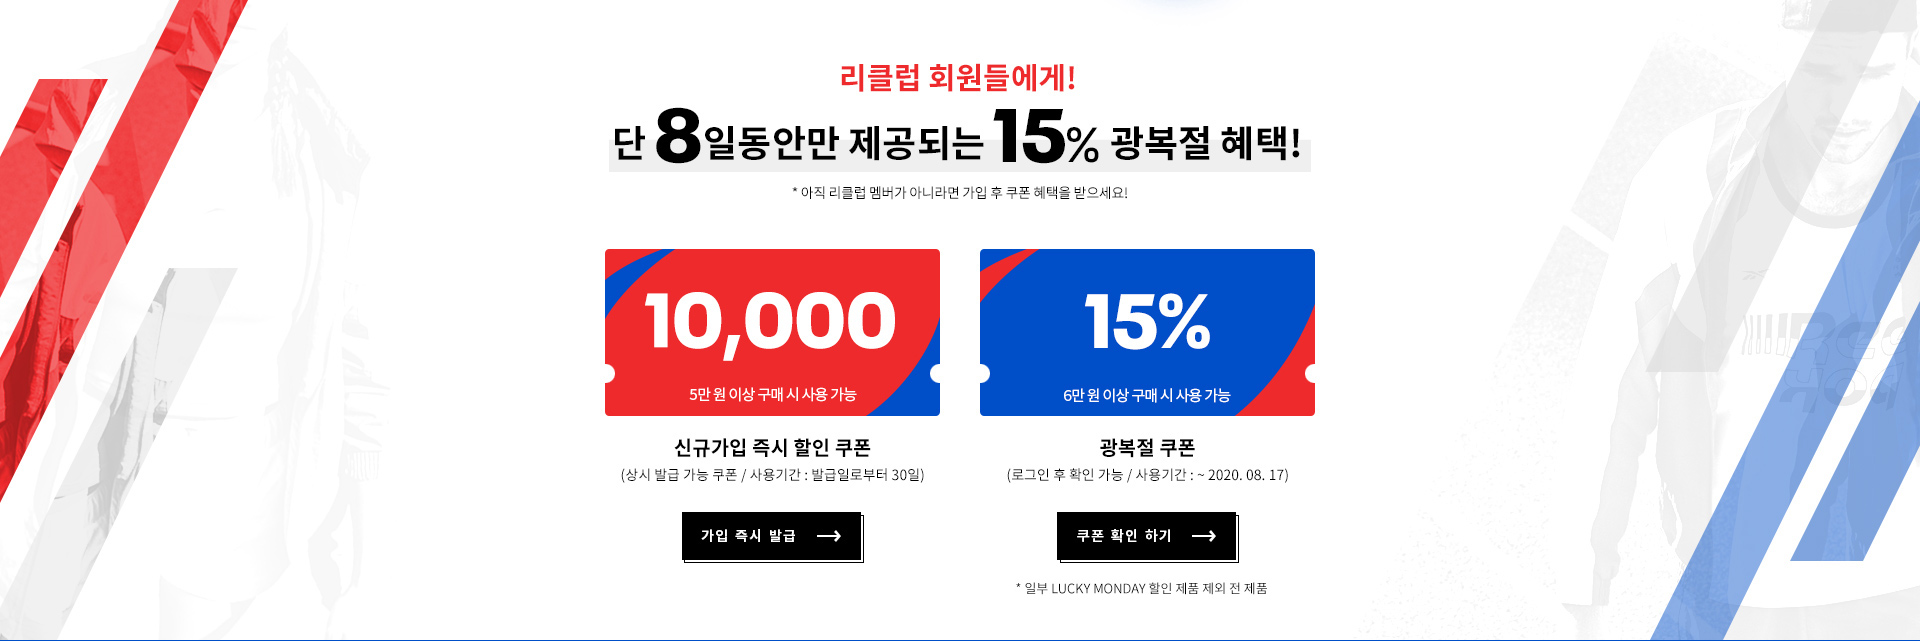 리클럽 회원들에게!
단 8일동안만 제공되는 15% 광복절 혜택!
* 아직 리클럽 멤버가 아니라면 가입 후 쿠폰 혜택을 받으세요!
10,000
5만 원 이상 구매 시 사용 가능
신규가입 즉시 할인 쿠폰
(상시 발급 가능 쿠폰 / 사용기간 : 발급일로부터 30일)
가입 즉시 발급
15%
6만 원 이상 구매 시 사용 가능
광복절 쿠폰
(로그인 후 확인 가능 / 사용기간 : ~ 2020. 08. 17)
쿠폰 확인 하기
* 일부 LUCKY MONDAY 할인 제품 제외 전 제품